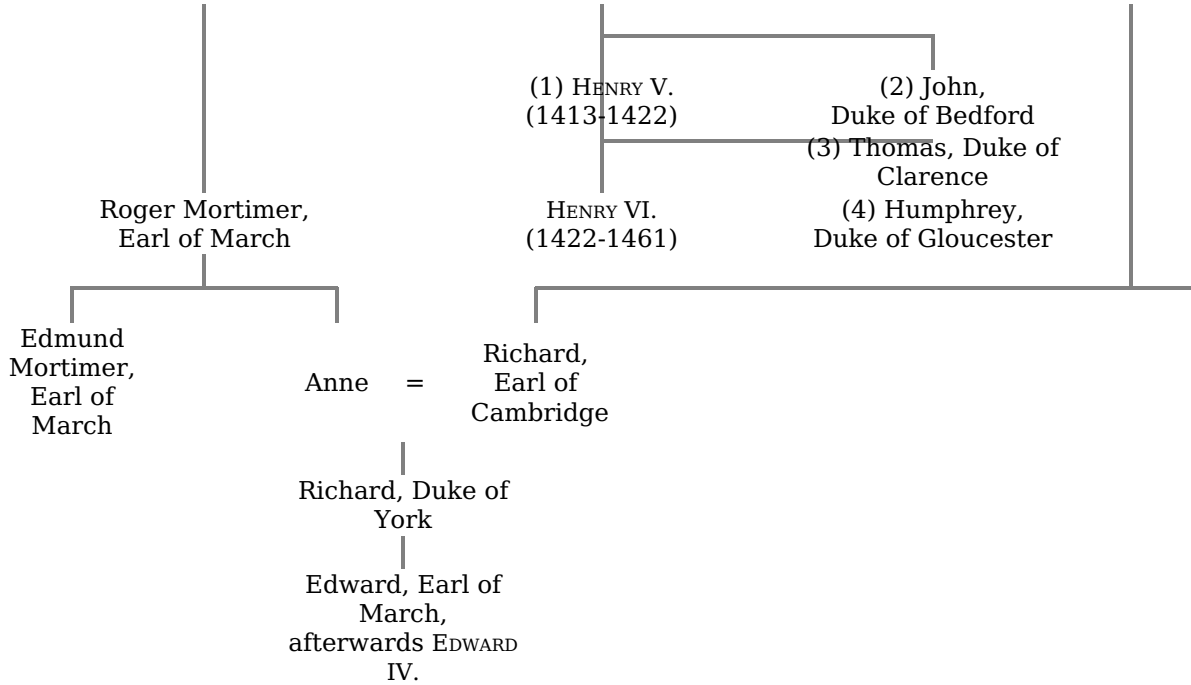 (1) HENRY V.
(1413-1422)
(2) John,
Duke of Bedford
(3) Thomas, Duke of
Clarence
Roger Mortimer,
Earl of March
HENRY VI.
(1422-1461)
(4) Humphrey,
Duke of Gloucester
Edmund
Mortimer,
Earl of
March
Anne
=
Richard,
Earl of
Cambridge
Richard, Duke of
York
Edward, Earl of
March,
afterwards EDWARD
IV.